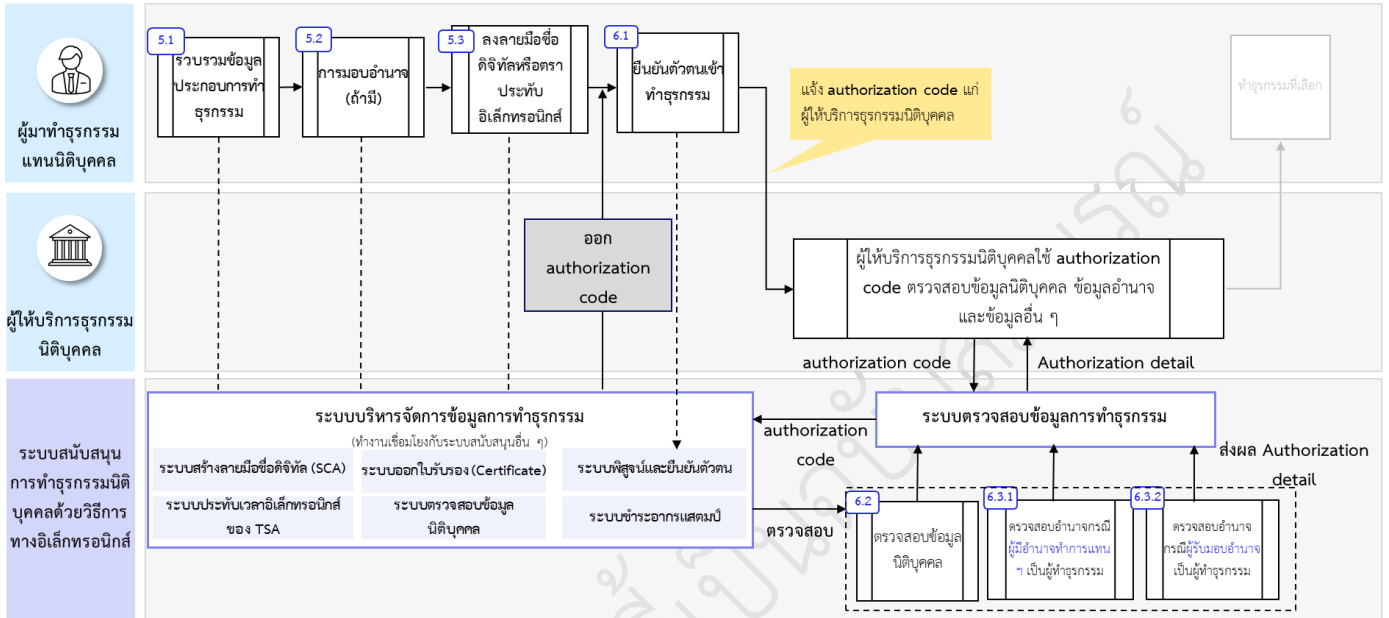 5.1
รวบรวมข้อมูล
ประกอบการทำ
ธุรกรรม
5.2
การมอบอำนาจ
(ถ้ามี)
5.3
ลงลายมือชื่อ
ดิจิทัลหรือตรา
ประทับ
อิเล็กทรอนิกส์
6.1
ยืนยันตัวตนเข้า
ทำธุรกรรม
แจ้ง authorization code แก่
ผู้ให้บริการธุรกรรมนิติบุคคล
ทำธุรกรรมที่เลือก
ผู้มาทำธุรกรรม
แทนนิติบุคคล
ออก
authorization
code
ผู้ให้บริการธุรกรรมนิติบุคคลใช้ authorization
code ตรวจสอบข้อมูลนิติบุคคล ข้อมูลอำนาจ
และข้อมูลอื่น ๆ
ผู้ให้บริการธุรกรรม
นิติบุคคล
authorization code
Authorization detail
ระบบสนับสนุน
การทำธุรกรรมนิติ
บุคคลด้วยวิธีการ
ทางอิเล็กทรอนิกส์
ระบบบริหารจัดการข้อมูลการทำธุรกรรม
(ทำงานเชื่อมโยงกับระบบสนับสนุนอื่น ๆ)
ระบบสร้างลายมือชื่อดิจิทัล (SCA)
ระบบออกใบรับรอง (Certificate)
ระบบพิสูจน์และยืนยันตัวตน
ระบบประทับเวลาอิเล็กทรอนิกส์
ของ TSA
ระบบตรวจสอบข้อมูล
นิติบุคคล
ระบบชำระอากรแสตมป์
authorization
code
ระบบตรวจสอบข้อมูลการทำธุรกรรม
ส่งผล Authorization
detail
ตรวจสอบ
6.2
ตรวจสอบข้อมูล
นิติบุคคล
6.3.1
ตรวจสอบอำนาจกรณี
ผู้มีอำนาจทำการแทน
ฯ เป็นผู้ทำธุรกรรม
6.3.2
ตรวจสอบอำนาจ
กรณีผู้รับมอบอำนาจ
เป็นผู้ทำธุรกรรม